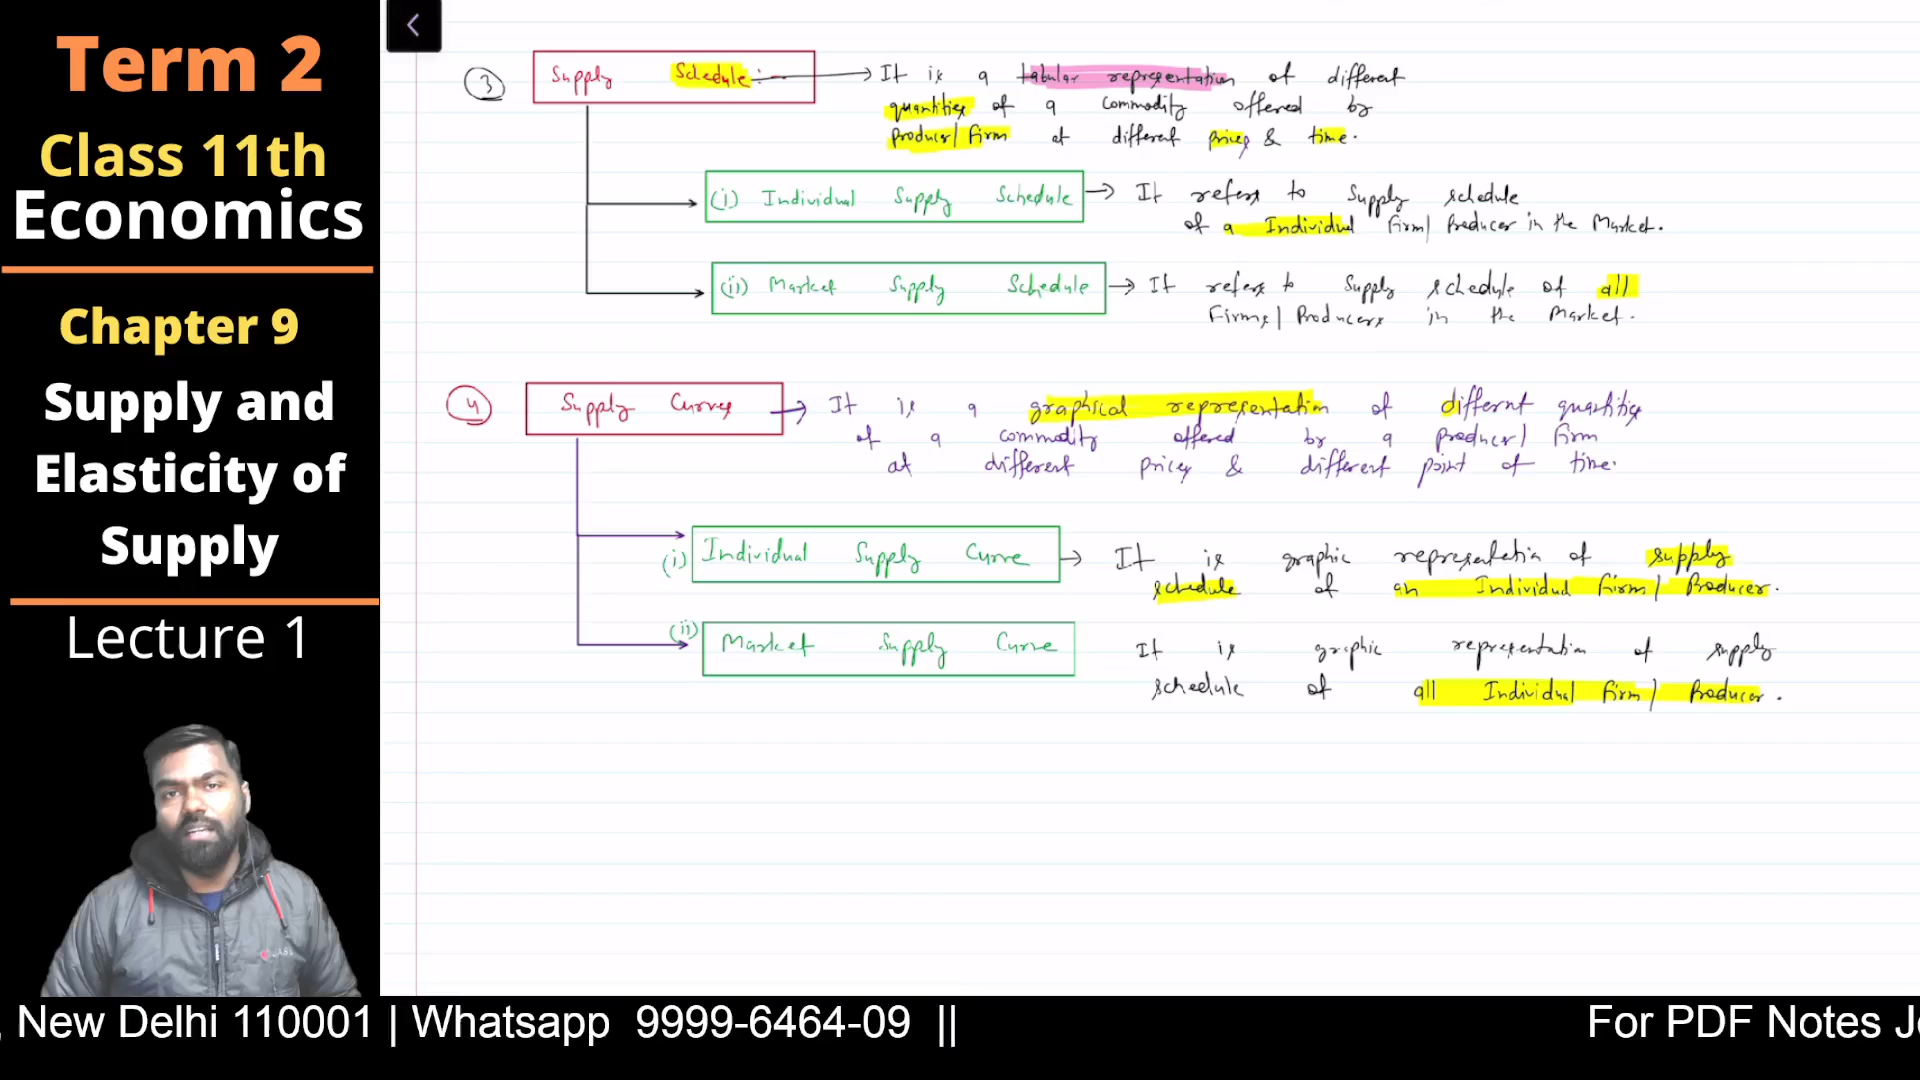 Term 2
Class 11th
Economics
Chapter 9
Supply and
Elasticity of
Supply
Lecture 1
3 Supply Schedule :- → It is a tabular representation of different
quantities of a commodity offered by
Producer/Firm at different prices & time.
(i) Individual Supply Schedule → It refers to Supply schedule
of a Individual Firm/Producer in the Market.
(ii) Market Supply Schedule → It refers to Supply schedule of all
Firms/Producers in the Market.
4 Supply Curves → It is a graphical representation of differnt quantities
of a commodity offered by a producer/firm
at different prices & different point of time.
(i) Individual Supply Curve → It is graphic representation of supply
schedule of an Individual Firm/Producer.
(ii) Market Supply Curve It is graphic representation of supply
schedule of all Individual Firm/Producer.
, New Delhi 110001 | Whatsapp 9999-6464-09 || For PDF Notes Jo